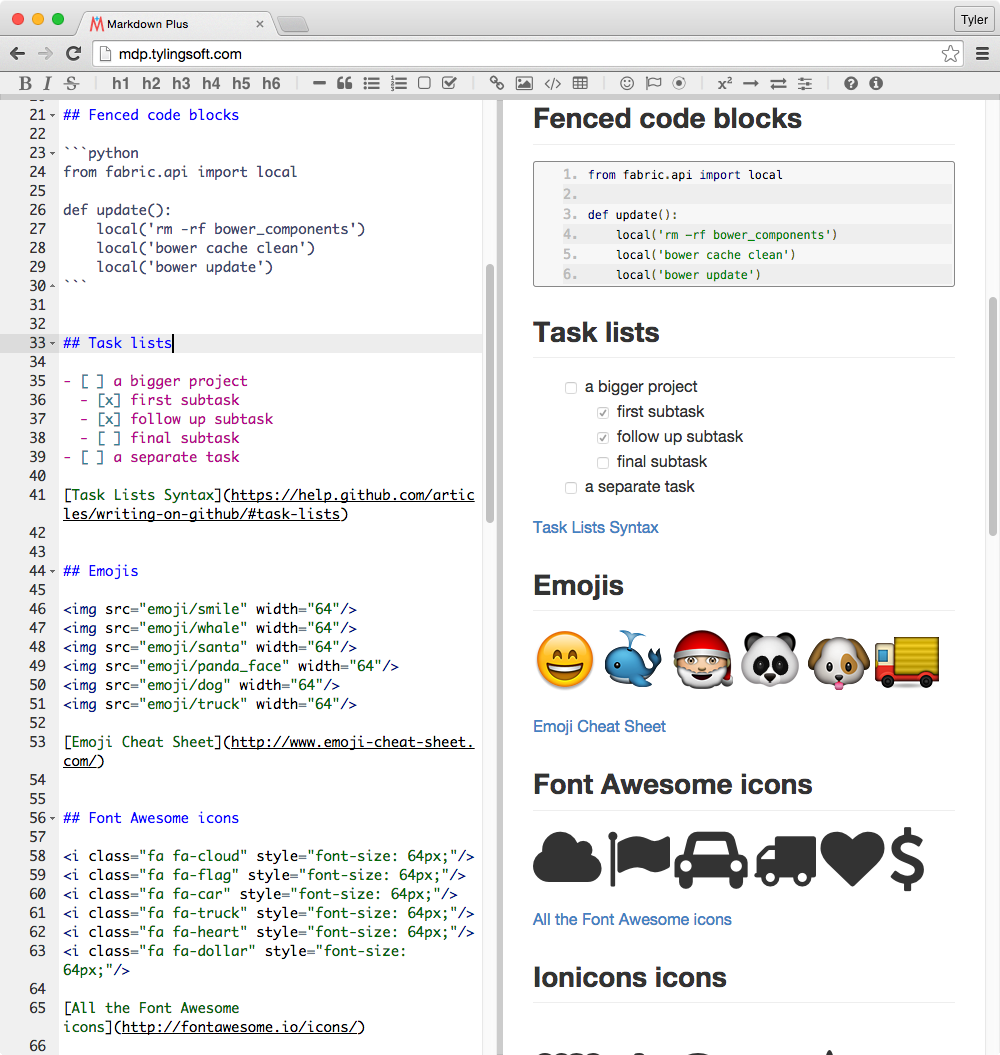 Markdown Plus
Tyler
mdp.tylingsoft.com
B I S h1 h2 h3 h4 h5 h6 x²
21 ## Fenced code blocks
22
23 ```python
24 from fabric.api import local
25
26 def update():
27     local('rm -rf bower_components')
28     local('bower cache clean')
29     local('bower update')
30 ```
31
32
33 ## Task lists
34
35 - [ ] a bigger project
36   - [x] first subtask
37   - [x] follow up subtask
38   - [ ] final subtask
39 - [ ] a separate task
40
41 [Task Lists Syntax](https://help.github.com/artic
les/writing-on-github/#task-lists)
42
43
44 ## Emojis
45
46 <img src="emoji/smile" width="64"/>
47 <img src="emoji/whale" width="64"/>
48 <img src="emoji/santa" width="64"/>
49 <img src="emoji/panda_face" width="64"/>
50 <img src="emoji/dog" width="64"/>
51 <img src="emoji/truck" width="64"/>
52
53 [Emoji Cheat Sheet](http://www.emoji-cheat-sheet.
com/)
54
55
56 ## Font Awesome icons
57
58 <i class="fa fa-cloud" style="font-size: 64px;"/>
59 <i class="fa fa-flag" style="font-size: 64px;"/>
60 <i class="fa fa-car" style="font-size: 64px;"/>
61 <i class="fa fa-truck" style="font-size: 64px;"/>
62 <i class="fa fa-heart" style="font-size: 64px;"/>
63 <i class="fa fa-dollar" style="font-size:
64px;"/>
64
65 [All the Font Awesome
icons](http://fontawesome.io/icons/)
66
Fenced code blocks
1. from fabric.api import local
2.
3. def update():
4.     local('rm -rf bower_components')
5.     local('bower cache clean')
6.     local('bower update')
Task lists
a bigger project
first subtask
follow up subtask
final subtask
a separate task
Task Lists Syntax
Emojis
Emoji Cheat Sheet
Font Awesome icons
All the Font Awesome icons
Ionicons icons